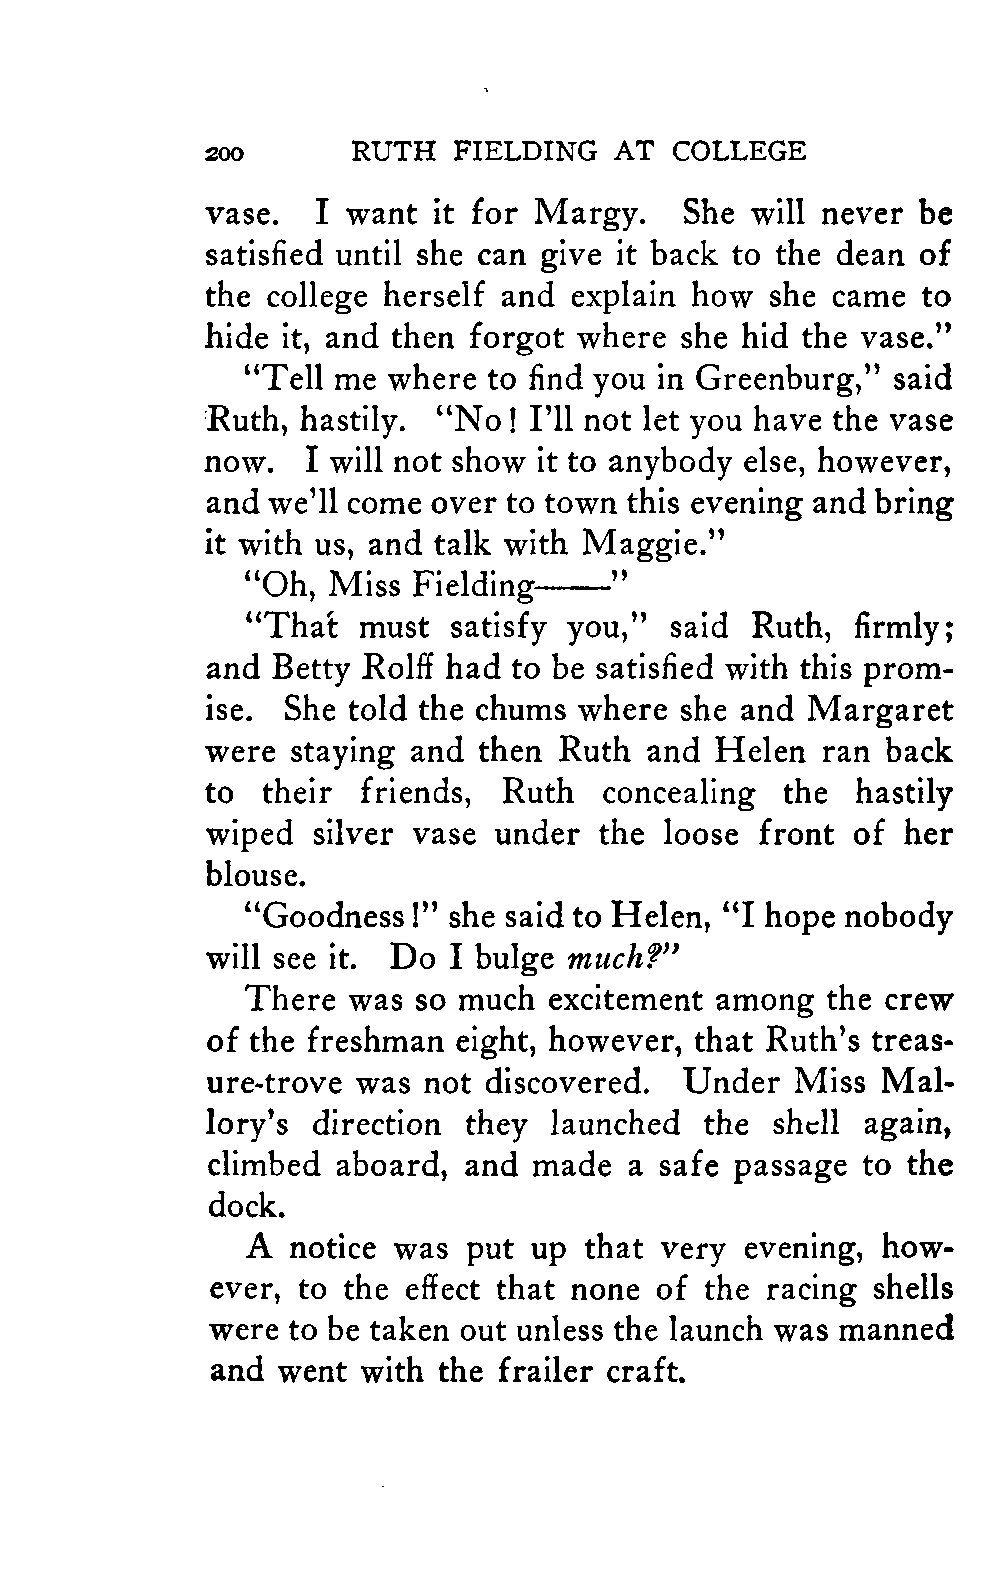 200 RUTH FIELDING AT COLLEGE
vase. I want it for Margy. She will never be
satisfied until she can give it back to the dean of
the college herself and explain how she came to
hide it, and then forgot where she hid the vase."
"Tell me where to find you in Greenburg," said
Ruth, hastily. "No! I'll not let you have the vase
now. I will not show it to anybody else, however,
and we'll come over to town this evening and bring
it with us, and talk with Maggie."
"Oh, Miss Fielding——"
"That must satisfy you," said Ruth, firmly;
and Betty Rolff had to be satisfied with this prom-
ise. She told the chums where she and Margaret
were staying and then Ruth and Helen ran back
to their friends, Ruth concealing the hastily
wiped silver vase under the loose front of her
blouse.
"Goodness!" she said to Helen, "I hope nobody
will see it. Do I bulge much?"
There was so much excitement among the crew
of the freshman eight, however, that Ruth's treas-
ure-trove was not discovered. Under Miss Mal-
lory's direction they launched the shell again,
climbed aboard, and made a safe passage to the
dock.
A notice was put up that very evening, how-
ever, to the effect that none of the racing shells
were to be taken out unless the launch was manned
and went with the frailer craft.